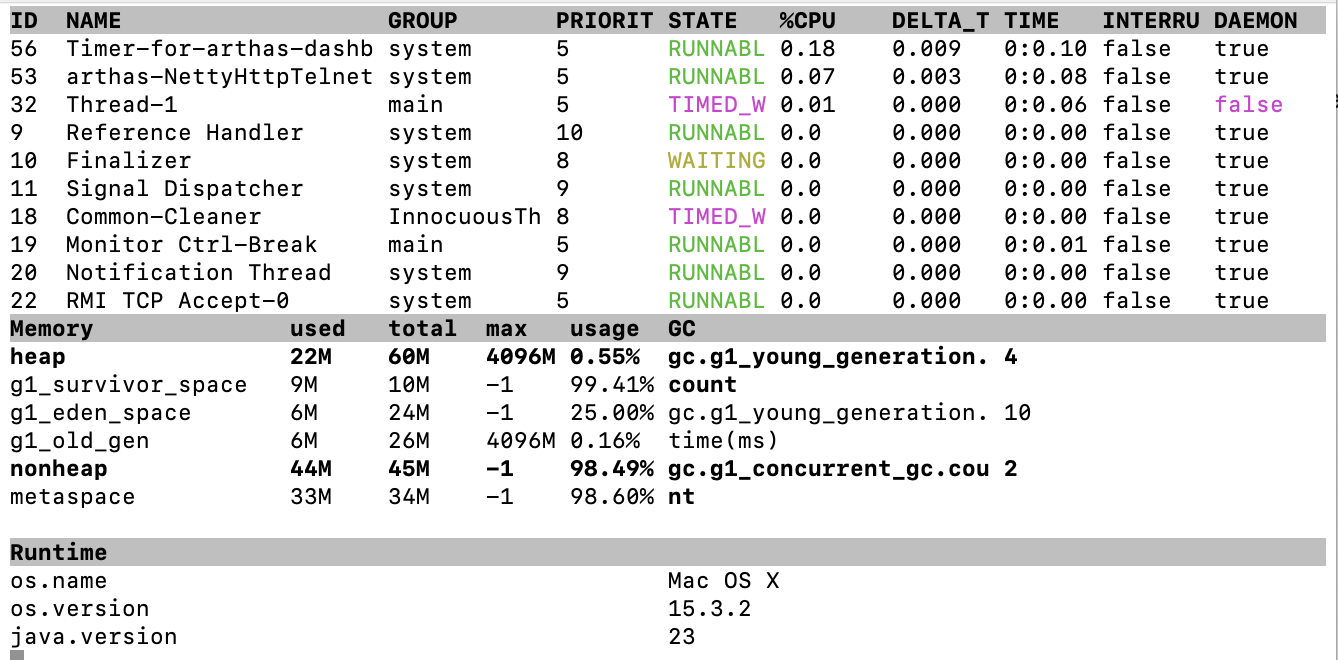 ID NAME GROUP PRIORIT STATE %CPU DELTA_T TIME INTERRU DAEMON
56 Timer-for-arthas-dashb system 5 RUNNABL 0.18 0.009 0:0.10 false true
53 arthas-NettyHttpTelnet system 5 RUNNABL 0.07 0.003 0:0.08 false true
32 Thread-1 main 5 TIMED_W 0.01 0.000 0:0.06 false false
9 Reference Handler system 10 RUNNABL 0.0 0.000 0:0.00 false true
10 Finalizer system 8 WAITING 0.0 0.000 0:0.00 false true
11 Signal Dispatcher system 9 RUNNABL 0.0 0.000 0:0.00 false true
18 Common-Cleaner InnocuousTh 8 TIMED_W 0.0 0.000 0:0.00 false true
19 Monitor Ctrl-Break main 5 RUNNABL 0.0 0.000 0:0.01 false true
20 Notification Thread system 9 RUNNABL 0.0 0.000 0:0.00 false true
22 RMI TCP Accept-0 system 5 RUNNABL 0.0 0.000 0:0.00 false true
Memory used total max usage GC
heap 22M 60M 4096M 0.55% gc.g1_young_generation. 4
g1_survivor_space 9M 10M -1 99.41% count
g1_eden_space 6M 24M -1 25.00% gc.g1_young_generation. 10
g1_old_gen 6M 26M 4096M 0.16% time(ms)
nonheap 44M 45M -1 98.49% gc.g1_concurrent_gc.cou 2
metaspace 33M 34M -1 98.60% nt
Runtime
os.name Mac OS X
os.version 15.3.2
java.version 23